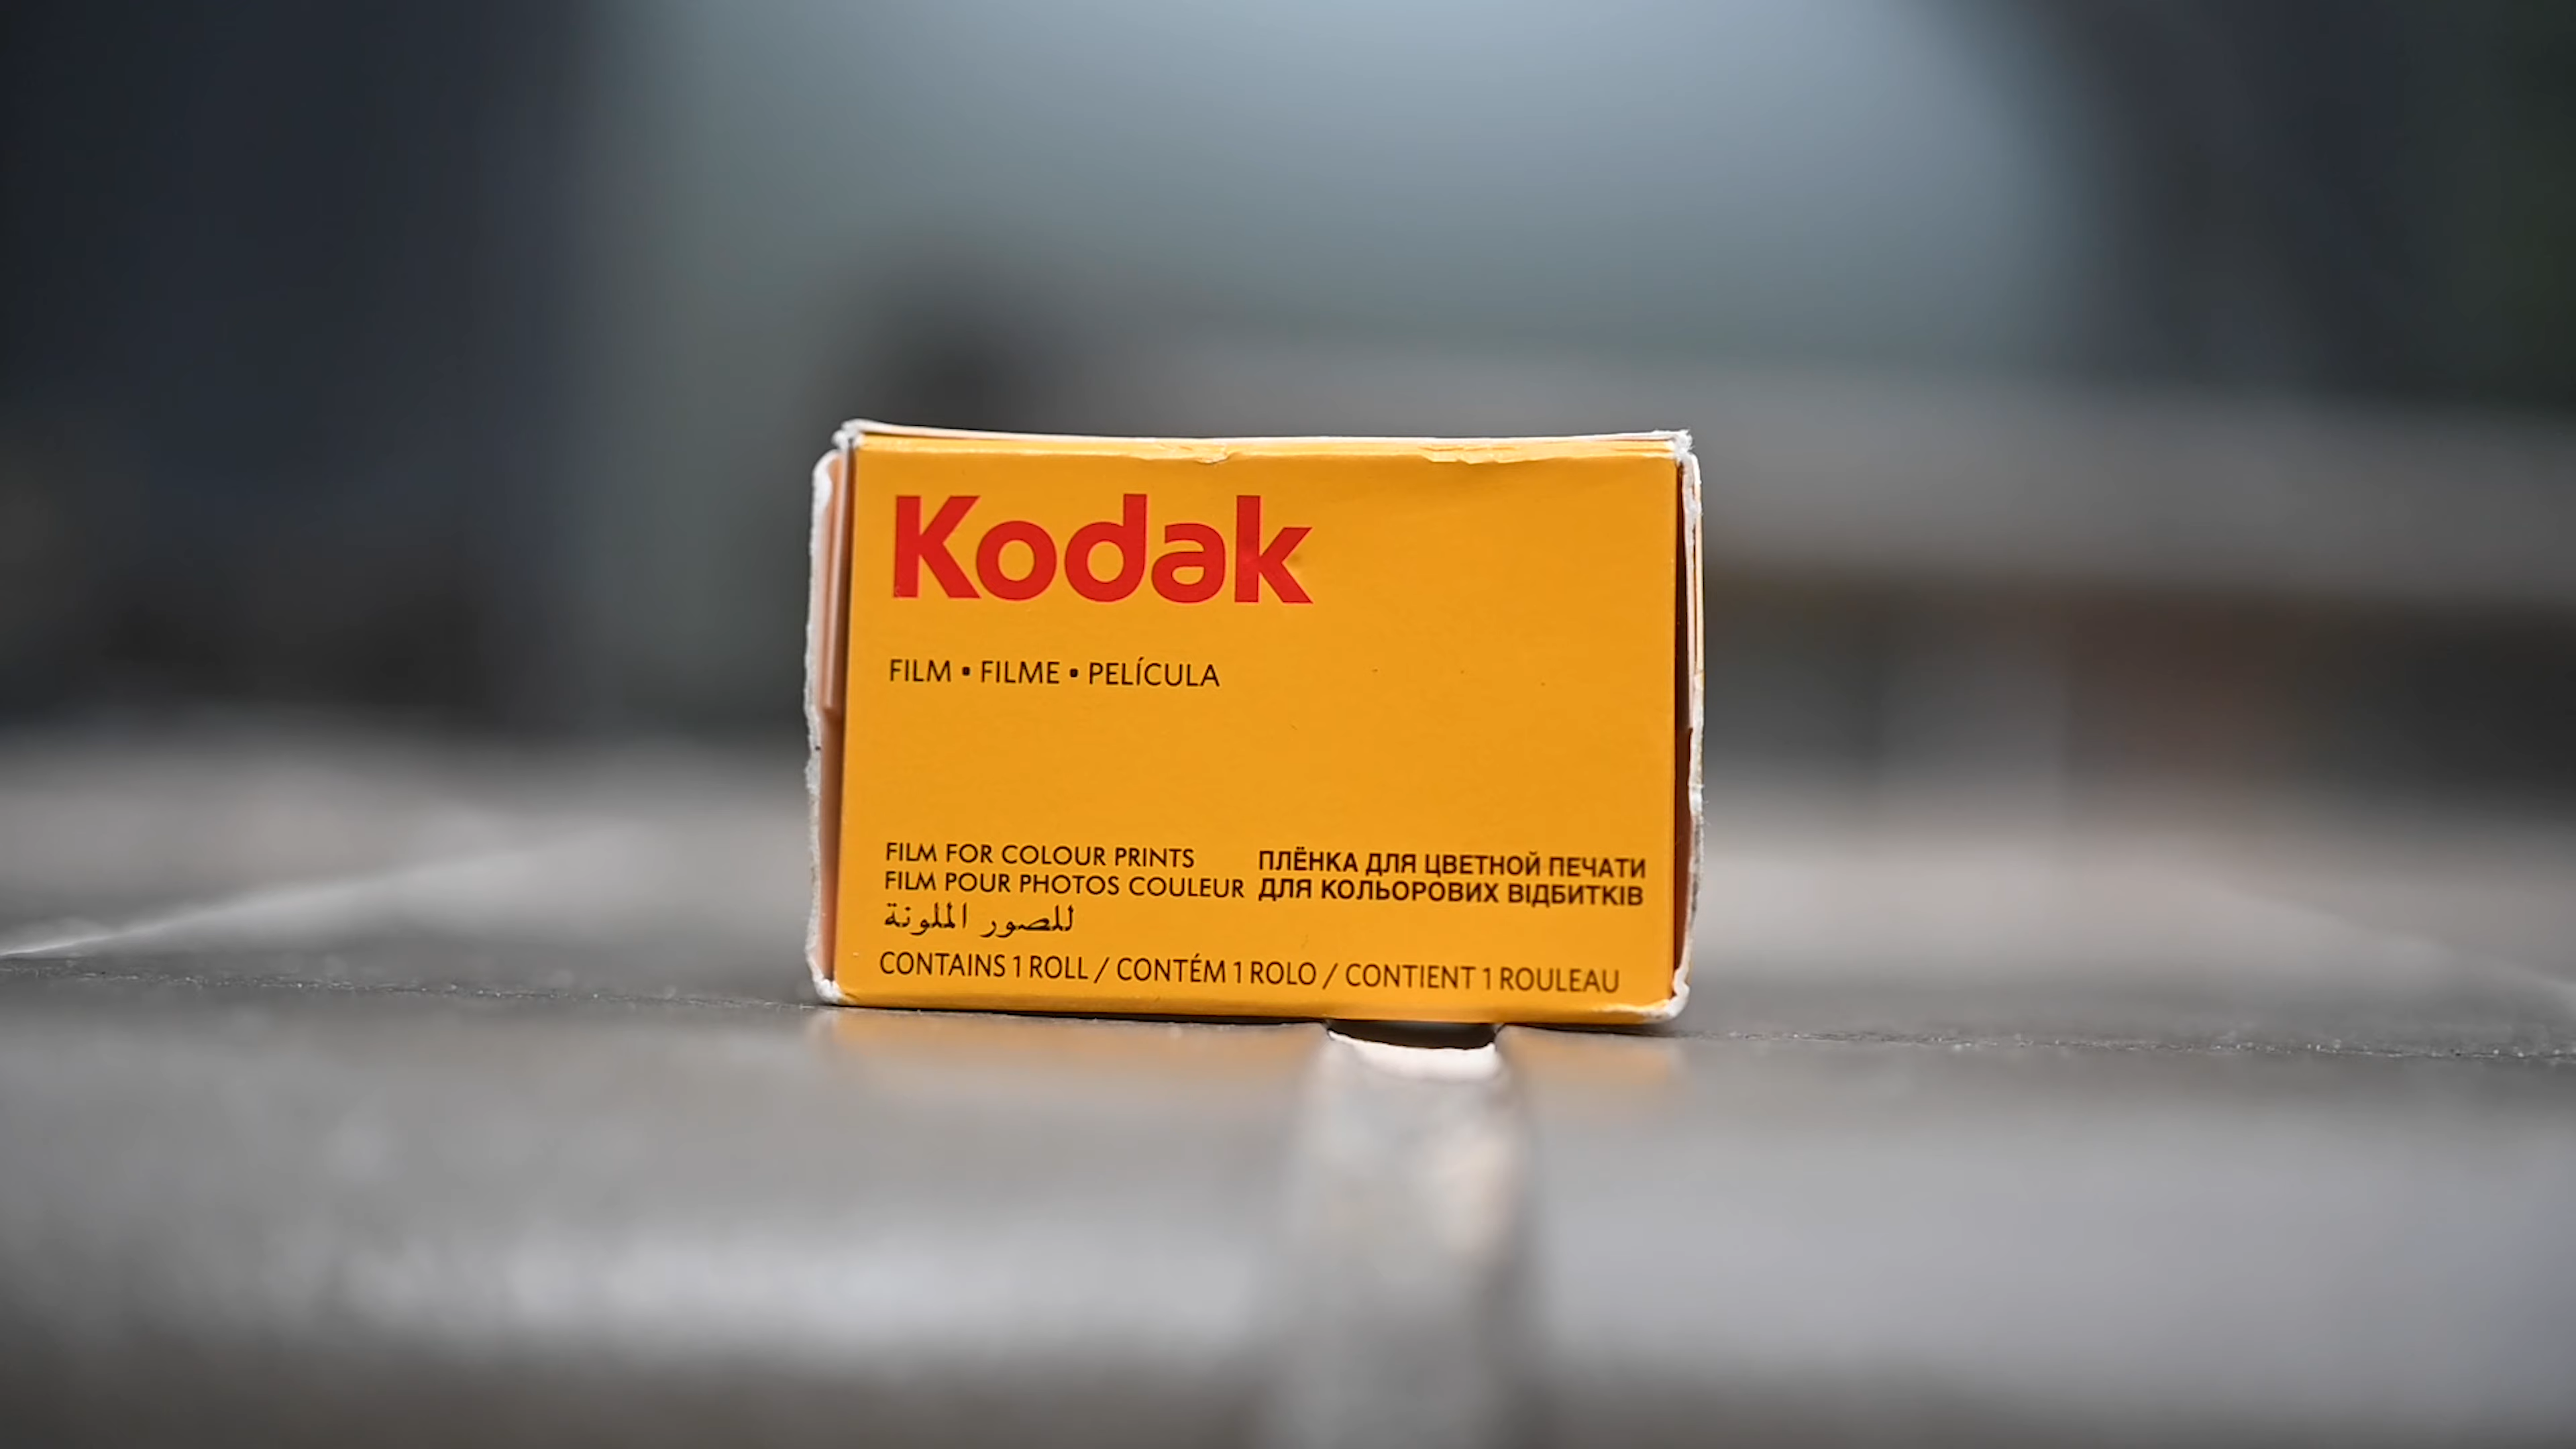 Kodak
FILM • FILME • PELÍCULA
FILM FOR COLOUR PRINTS
FILM POUR PHOTOS COULEUR
للصور الملونة
ПЛЁНКА ДЛЯ ЦВЕТНОЙ ПЕЧАТИ
ДЛЯ КОЛЬОРОВИХ ВІДБИТКІВ
CONTAINS 1 ROLL / CONTÉM 1 ROLO / CONTIENT 1 ROULEAU